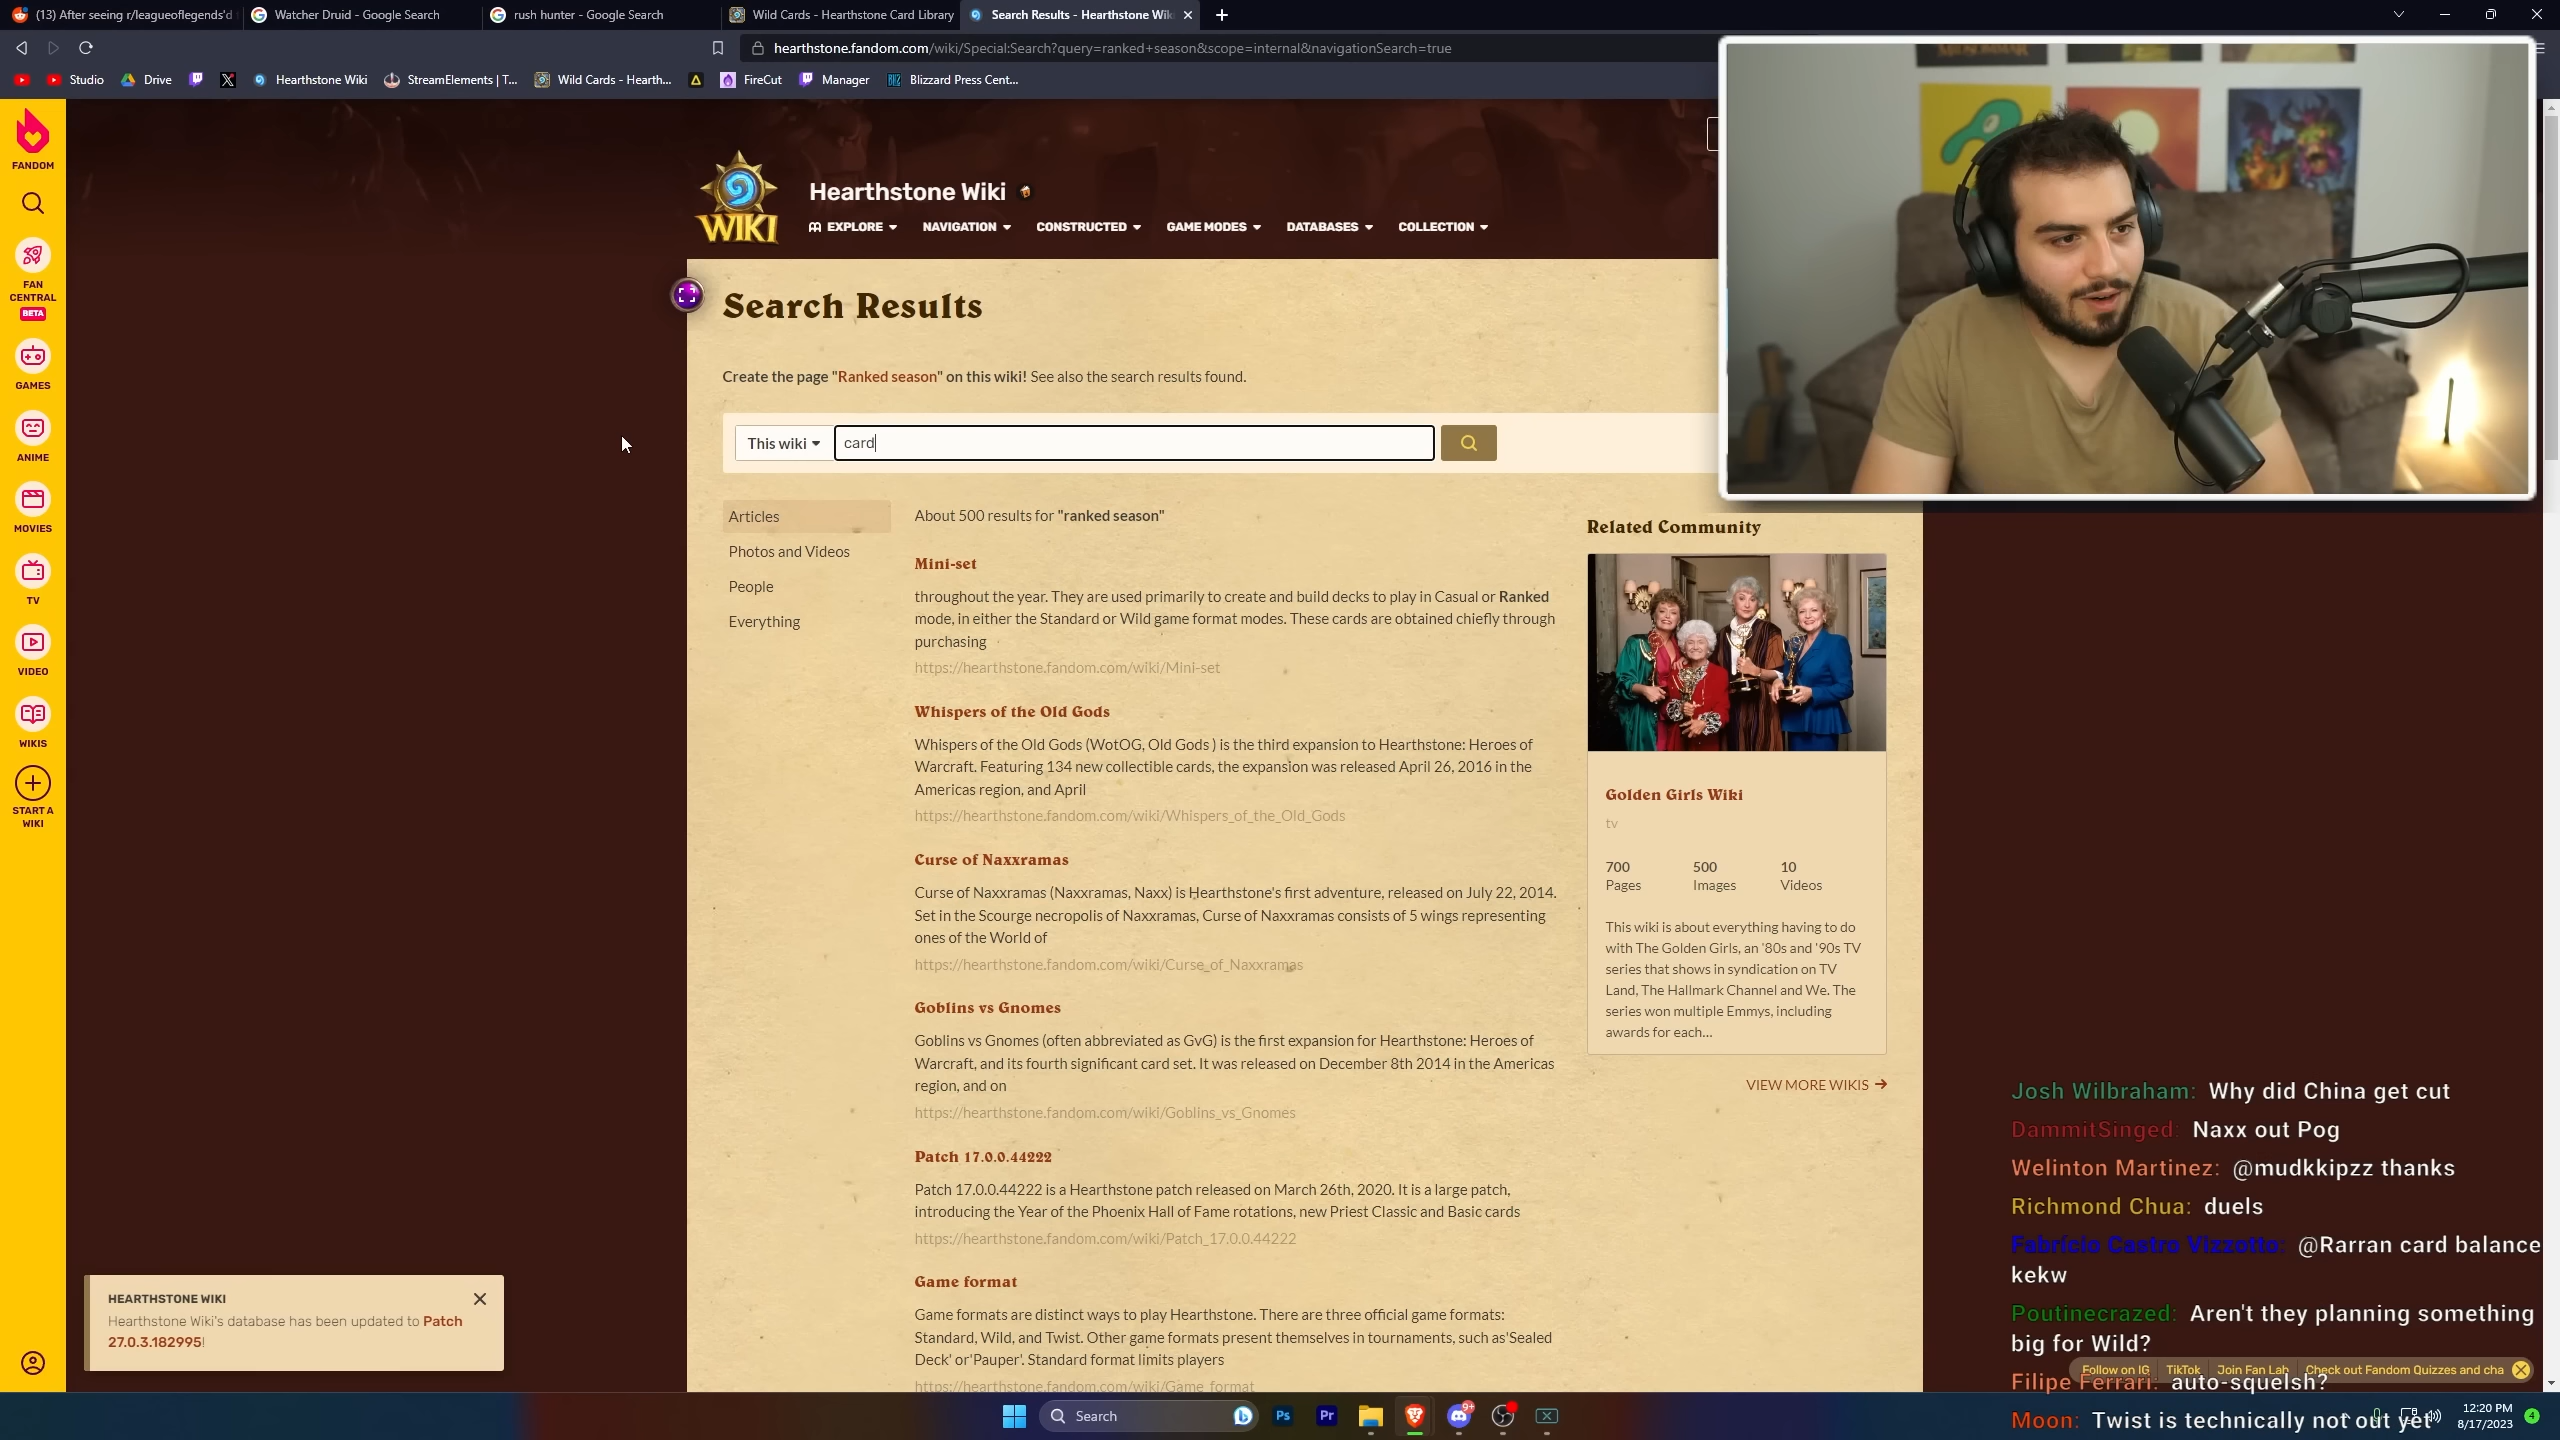 (13) After seeing r/leagueoflegends'd
Watcher Druid - Google Search
rush hunter - Google Search
Wild Cards - Hearthstone Card Library
Search Results - Hearthstone Wik
hearthstone.fandom.com/wiki/Special:Search?query=ranked+season&scope=internal&navigationSearch=true
Studio
Drive
Hearthstone Wiki
StreamElements | T...
Wild Cards - Hearth...
FireCut
Manager
Blizzard Press Cent...
FANDOM
FAN
CENTRAL
BETA
GAMES
ANIME
MOVIES
TV
VIDEO
WIKIS
START A
WIKI
WIKI
Hearthstone Wiki
EXPLORE
NAVIGATION
CONSTRUCTED
GAME MODES
DATABASES
COLLECTION
Search Results
Create the page "Ranked season" on this wiki! See also the search results found.
This wiki
card
Articles
Photos and Videos
People
Everything
About 500 results for "ranked season"
Mini-set
throughout the year. They are used primarily to create and build decks to play in Casual or Ranked
mode, in either the Standard or Wild game format modes. These cards are obtained chiefly through
purchasing
https://hearthstone.fandom.com/wiki/Mini-set
Whispers of the Old Gods
Whispers of the Old Gods (WotOG, Old Gods ) is the third expansion to Hearthstone: Heroes of
Warcraft. Featuring 134 new collectible cards, the expansion was released April 26, 2016 in the
Americas region, and April
https://hearthstone.fandom.com/wiki/Whispers_of_the_Old_Gods
Curse of Naxxramas
Curse of Naxxramas (Naxxramas, Naxx) is Hearthstone's first adventure, released on July 22, 2014.
Set in the Scourge necropolis of Naxxramas, Curse of Naxxramas consists of 5 wings representing
ones of the World of
https://hearthstone.fandom.com/wiki/Curse_of_Naxxramas
Goblins vs Gnomes
Goblins vs Gnomes (often abbreviated as GvG) is the first expansion for Hearthstone: Heroes of
Warcraft, and its fourth significant card set. It was released on December 8th 2014 in the Americas
region, and on
https://hearthstone.fandom.com/wiki/Goblins_vs_Gnomes
Patch 17.0.0.44222
Patch 17.0.0.44222 is a Hearthstone patch released on March 26th, 2020. It is a large patch,
introducing the Year of the Phoenix Hall of Fame rotations, new Priest Classic and Basic cards
https://hearthstone.fandom.com/wiki/Patch_17.0.0.44222
Game format
Game formats are distinct ways to play Hearthstone. There are three official game formats:
Standard, Wild, and Twist. Other game formats present themselves in tournaments, such as'Sealed
Deck' or'Pauper'. Standard format limits players
https://hearthstone.fandom.com/wiki/Game_format
Related Community
Golden Girls Wiki
tv
700
Pages
500
Images
10
Videos
This wiki is about everything having to do
with The Golden Girls, an '80s and '90s TV
series that shows in syndication on TV
Land, The Hallmark Channel and We. The
series won multiple Emmys, including
awards for each...
VIEW MORE WIKIS
HEARTHSTONE WIKI
Hearthstone Wiki's database has been updated to Patch
27.0.3.182995!
Josh Wilbraham: Why did China get cut
DammitSinged: Naxx out Pog
Welinton Martinez: @mudkkipzz thanks
Richmond Chua: duels
Fabrício Castro Vizzotto: @Rarran card balance
kekw
Poutinecrazed: Aren't they planning something
big for Wild?
Follow on IG
TikTok
Join Fan Lab
Check out Fandom Quizzes and cha
Filipe Ferrari: auto-squelsh?
Moon: Twist is technically not out yet
Search
Ps
Pr
9+
12:20 PM
8/17/2023
4